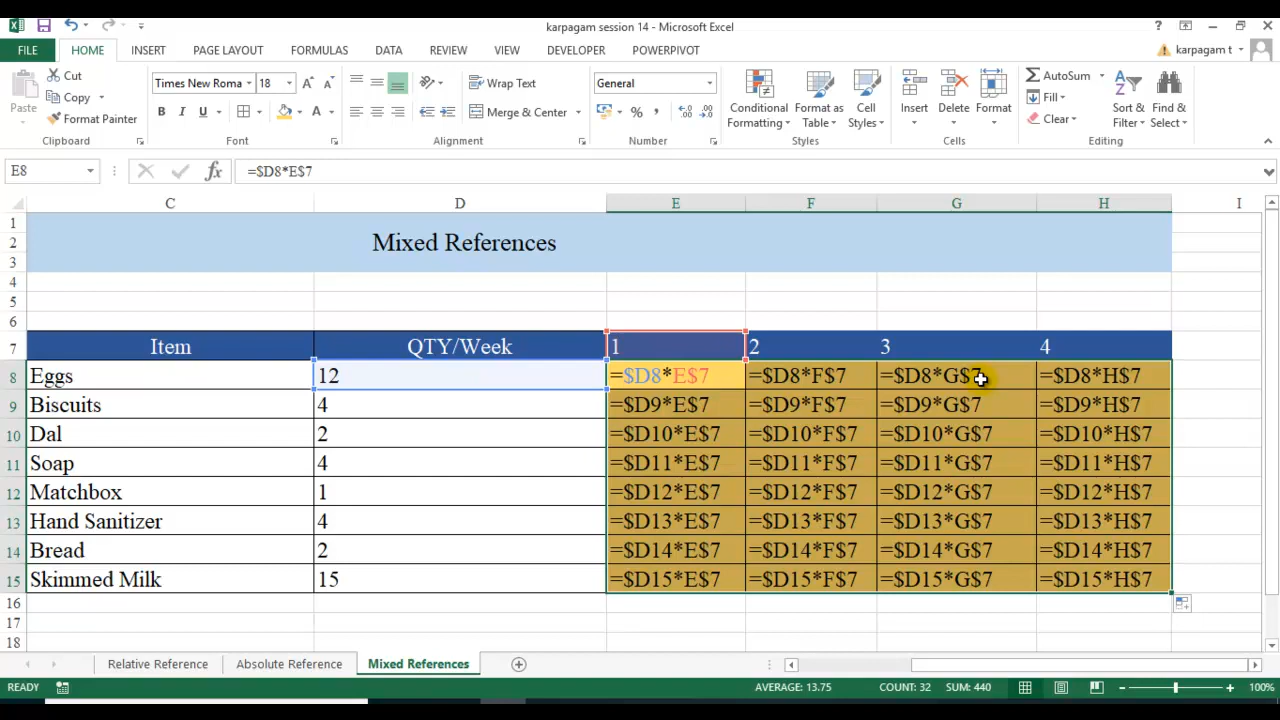 karpagam session 14 - Microsoft Excel
?
FILE HOME INSERT PAGE LAYOUT FORMULAS DATA REVIEW VIEW DEVELOPER POWERPIVOT karpagam t
Paste
Cut
Copy
Format Painter
Clipboard
Times New Roma 18
B I U
Font
Wrap Text
Merge & Center
Alignment
General
%
Number
Conditional Formatting
Format as Table
Cell Styles
Styles
Insert Delete Format
Cells
AutoSum
Fill
Clear
Sort & Filter
Find & Select
Editing
E8 fx =$D8*E$7
C D E F G H I
1
2 Mixed References
3
4
5
6
7 Item QTY/Week 1 2 3 4
8 Eggs 12 =$D8*E$7 =$D8*F$7 =$D8*G$7 =$D8*H$7
9 Biscuits 4 =$D9*E$7 =$D9*F$7 =$D9*G$7 =$D9*H$7
10 Dal 2 =$D10*E$7 =$D10*F$7 =$D10*G$7 =$D10*H$7
11 Soap 4 =$D11*E$7 =$D11*F$7 =$D11*G$7 =$D11*H$7
12 Matchbox 1 =$D12*E$7 =$D12*F$7 =$D12*G$7 =$D12*H$7
13 Hand Sanitizer 4 =$D13*E$7 =$D13*F$7 =$D13*G$7 =$D13*H$7
14 Bread 2 =$D14*E$7 =$D14*F$7 =$D14*G$7 =$D14*H$7
15 Skimmed Milk 15 =$D15*E$7 =$D15*F$7 =$D15*G$7 =$D15*H$7
16
17
18
Relative Reference Absolute Reference Mixed References
READY AVERAGE: 13.75 COUNT: 32 SUM: 440 100%